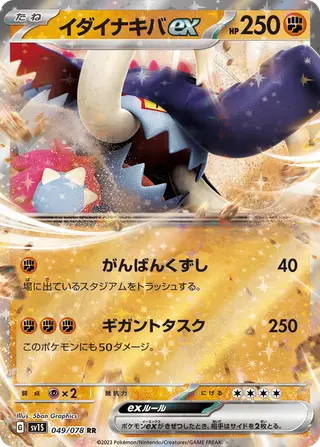 たね
イダイナキバex
HP 250
がんばんくずし 40
場に出ているスタジアムをトラッシュする。
ギガントタスク 250
このポケモンにも50ダメージ。
弱点 ×2 抵抗力 にげる
exルール
ポケモンexがきぜつしたとき、相手はサイドを2枚とる。
Illus. 5ban Graphics
G sv1S 049/078 RR
©2023 Pokémon/Nintendo/Creatures/GAME FREAK.